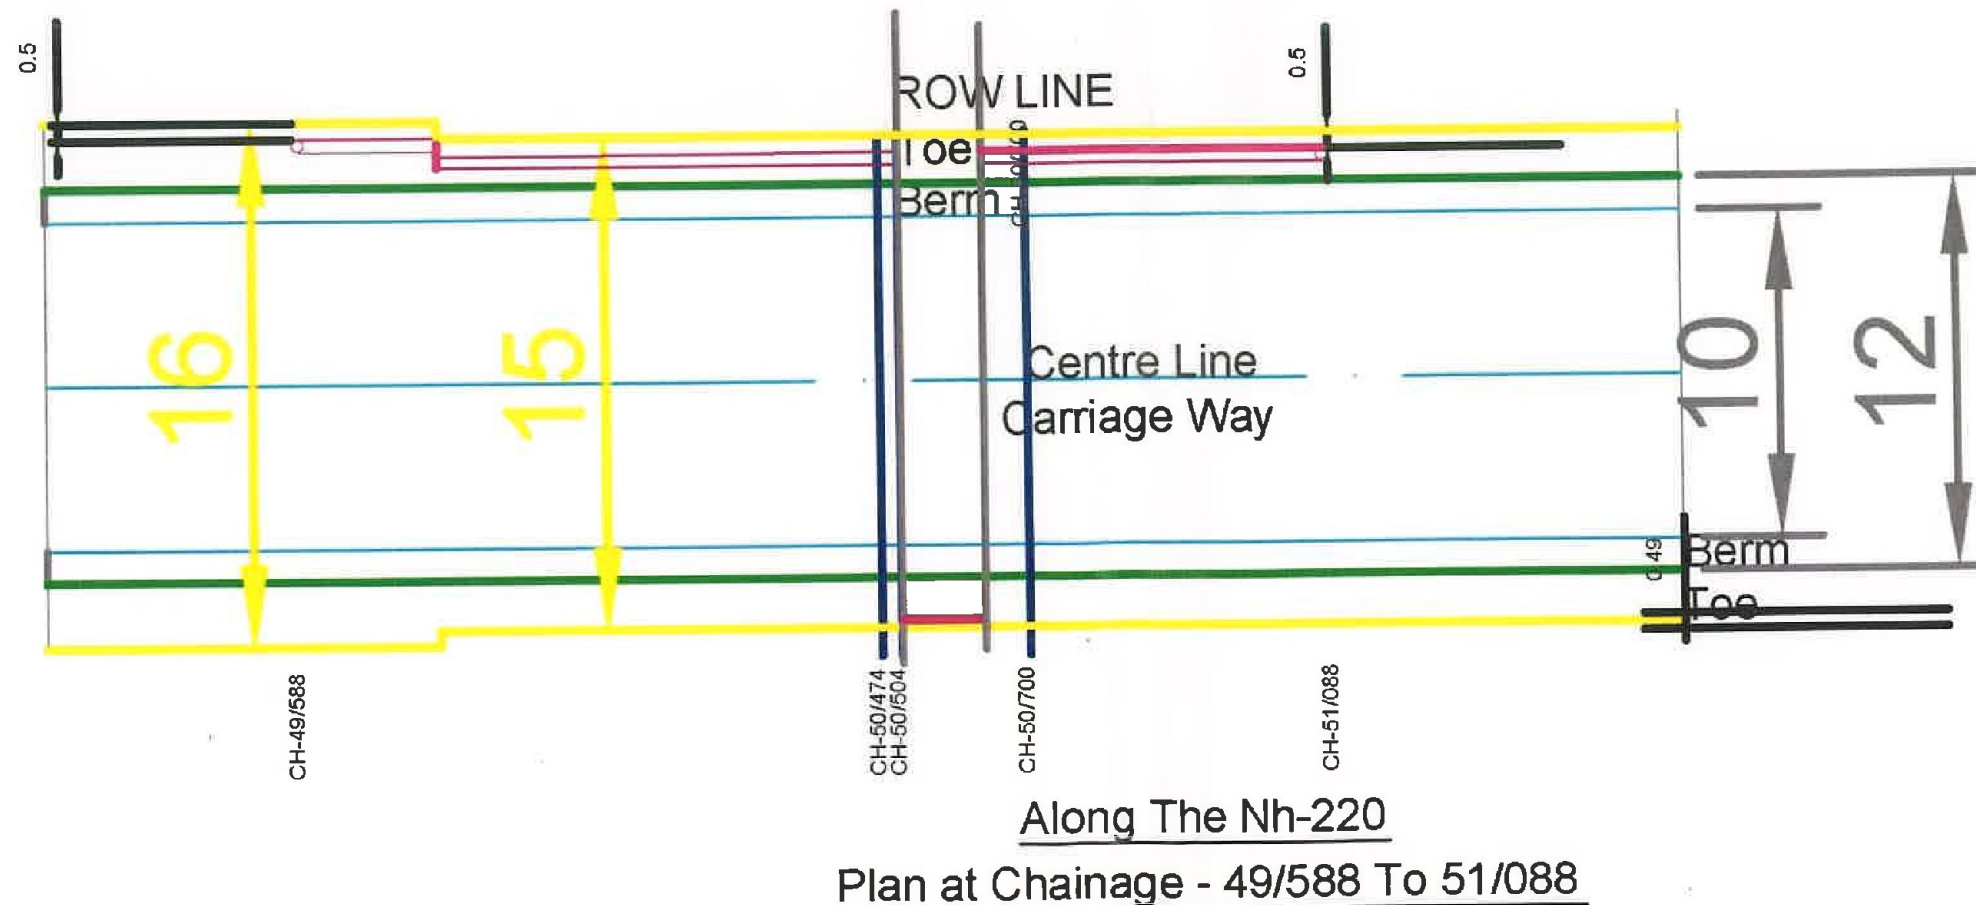 0.5
0.5
ROW LINE
Toe
Berm
16
15
10
12
Centre Line
Carriage Way
0.49
Berm
Toe
CH-49/588
CH-50/474
CH-50/504
CH-50/700
CH-51/088
Along The Nh-220
Plan at Chainage - 49/588 To 51/088